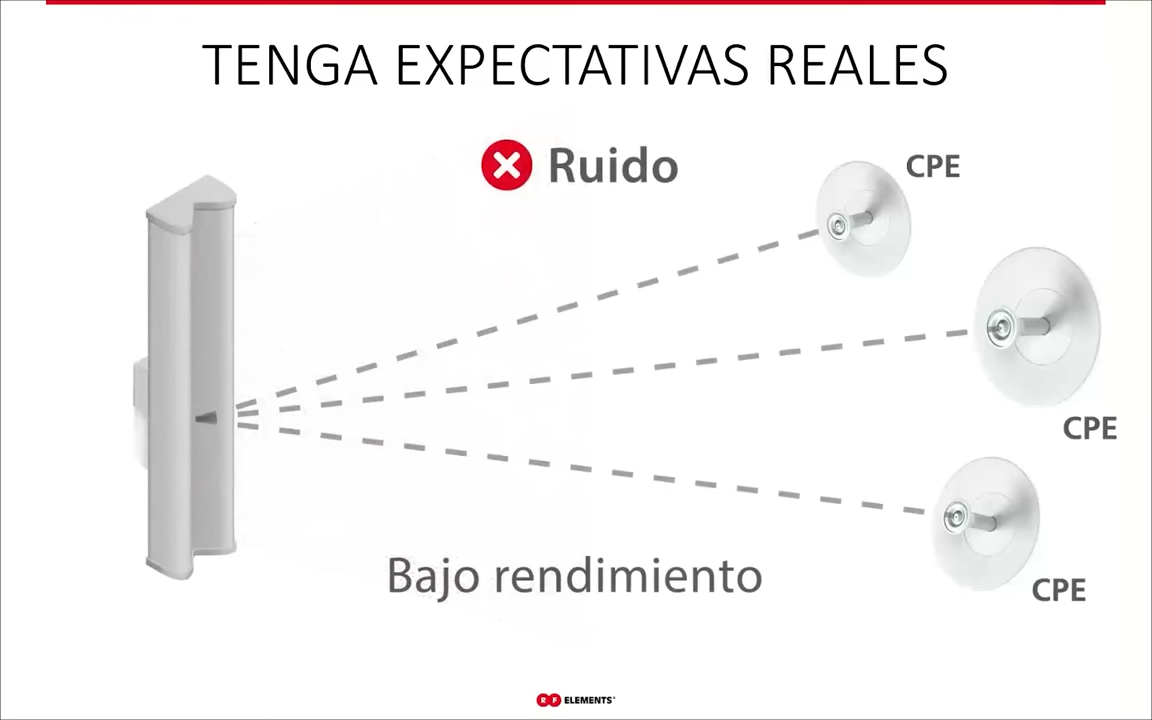 TENGA EXPECTATIVAS REALES
Ruido
CPE
CPE
Bajo rendimiento
CPE
RF ELEMENTS